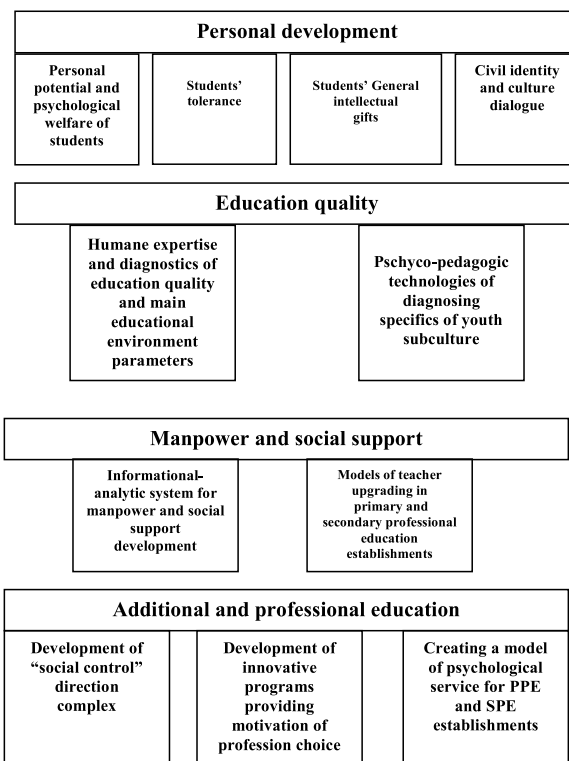 Personal development
Personal
potential and
psychological
welfare of
students
Students’
tolerance
Students’ General
intellectual
gifts
Civil identity
and culture
dialogue
Education quality
Humane expertise
and diagnostics of
education quality
and main
educational
environment
parameters
Pschyco-pedagogic
technologies of
diagnosing
specifics of youth
subculture
Manpower and social support
Informational-
analytic system for
manpower and social
support
development
Models of teacher
upgrading in
primary and
secondary professional
education
establishments
Additional and professional education
Development of
“social control”
direction
complex
Development of
innovative
programs
providing
motivation of
profession choice
Creating a model
of psychological
service for PPE
and SPE
establishments